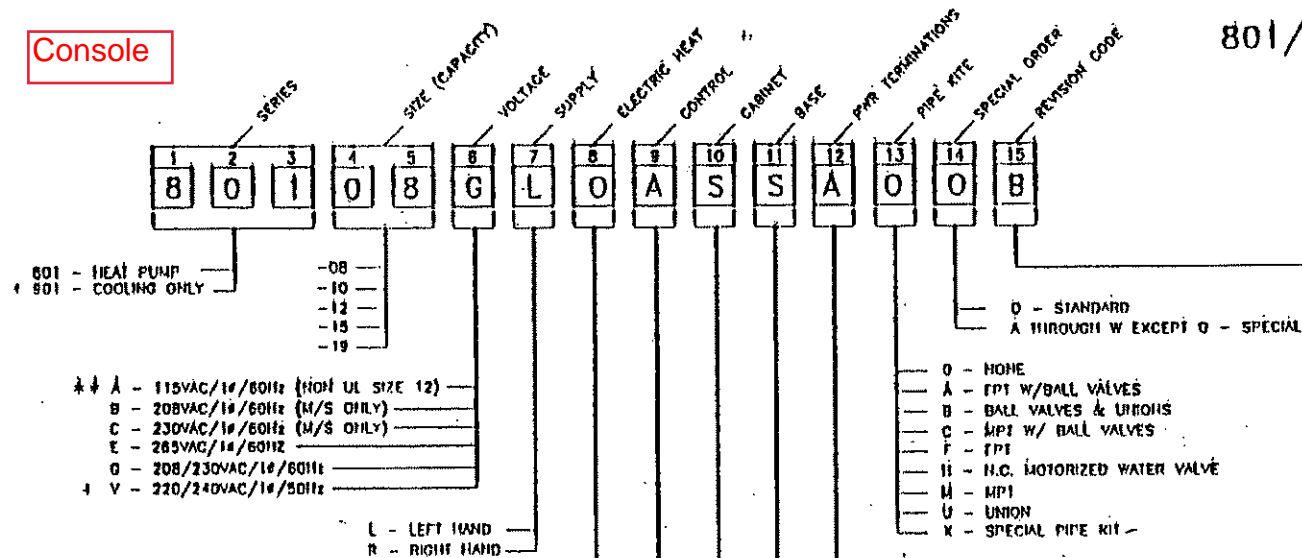 Console
801/
SERIES
SIZE (CAPACITY)
VOLTAGE
SUPPLY
ELECTRIC HEAT
CONTROL
CABINET
BASE
PWR TERMINATIONS
PIPE KITE
SPECIAL ORDER
REVISION CODE
1 2 3 4 5 6 7 8 9 10 11 12 13 14 15
8 0 1 0 8 G L 0 A S S A 0 0 B
801 - HEAT PUMP
901 - COOLING ONLY
-08
-10
-12
-15
-19
A - 115VAC/1ø/60Hz (NON UL SIZE 12)
B - 208VAC/1ø/60Hz (M/S ONLY)
C - 230VAC/1ø/60Hz (M/S ONLY)
E - 265VAC/1ø/60HZ
G - 208/230VAC/1ø/60Hz
V - 220/240VAC/1ø/50Hz
L - LEFT HAND
R - RIGHT HAND
0 - STANDARD
A THROUGH W EXCEPT O - SPECIAL
0 - NONE
A - FPT W/BALL VALVES
B - BALL VALVES & UNIONS
C - MPT W/ BALL VALVES
F - FPT
H - N.C. MOTORIZED WATER VALVE
M - MPT
U - UNION
X - SPECIAL PIPE KIT